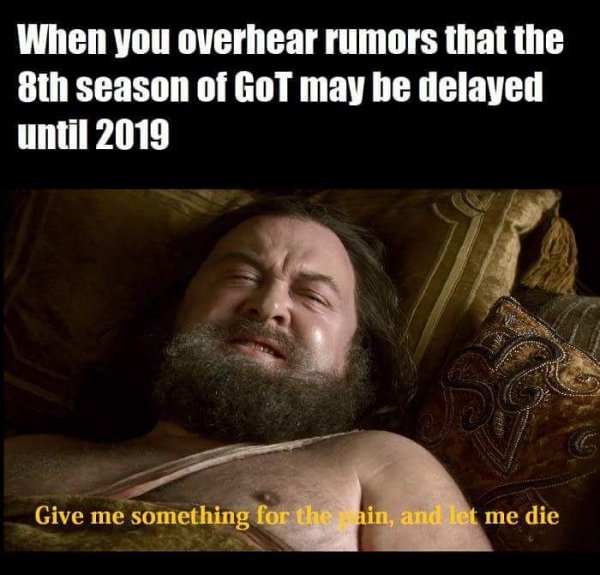 When you overhear rumors that the
8th season of GoT may be delayed
until 2019
Give me something for the pain, and let me die